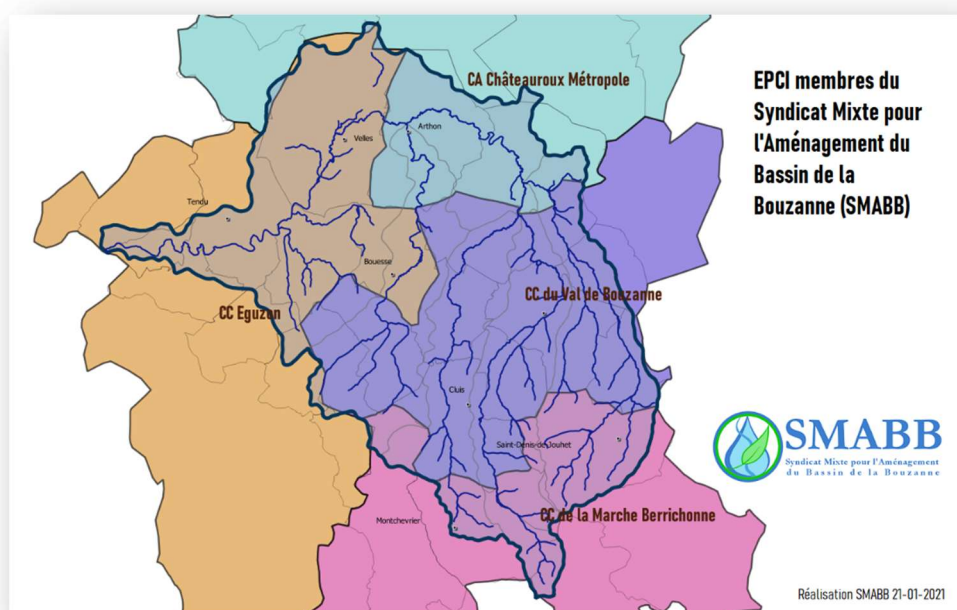 EPCI membres du
Syndicat Mixte pour
l'Aménagement du
Bassin de la
Bouzanne (SMABB)
CA Châteauroux Métropole
Arthon
Velles
Tendu
Bouesse
CC du Val de Bouzanne
CC Eguzon
Cluis
Saint-Denis-de-Jouhet
Montchevrier
CC de la Marche Berrichonne
SMABB
Syndicat Mixte pour l'Aménagement
du Bassin de la Bouzanne
Réalisation SMABB 21-01-2021